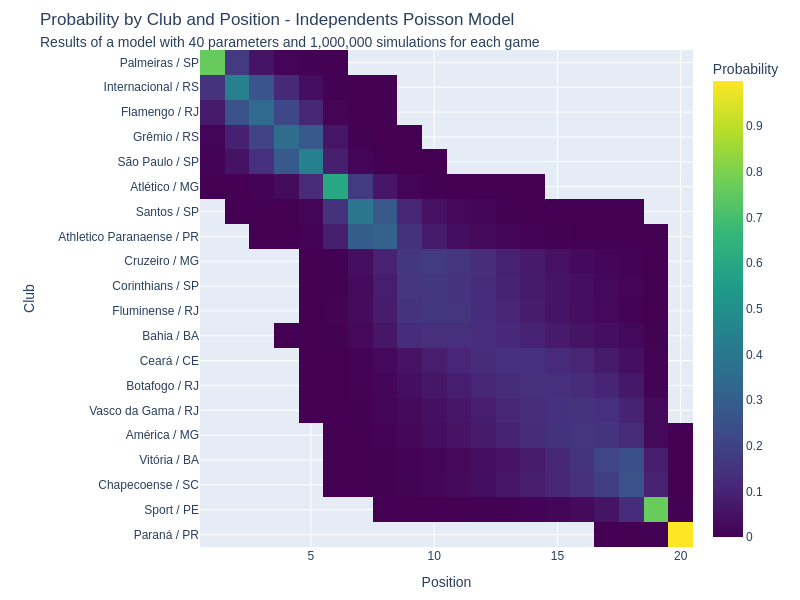 Probability by Club and Position - Independents Poisson Model
Results of a model with 40 parameters and 1,000,000 simulations for each game
Probability
Palmeiras / SP
Internacional / RS
Flamengo / RJ
Grêmio / RS
São Paulo / SP
Atlético / MG
Santos / SP
Athletico Paranaense / PR
Cruzeiro / MG
Corinthians / SP
Fluminense / RJ
Bahia / BA
Ceará / CE
Botafogo / RJ
Vasco da Gama / RJ
América / MG
Vitória / BA
Chapecoense / SC
Sport / PE
Paraná / PR
Club
5
10
15
20
Position
0.9
0.8
0.7
0.6
0.5
0.4
0.3
0.2
0.1
0